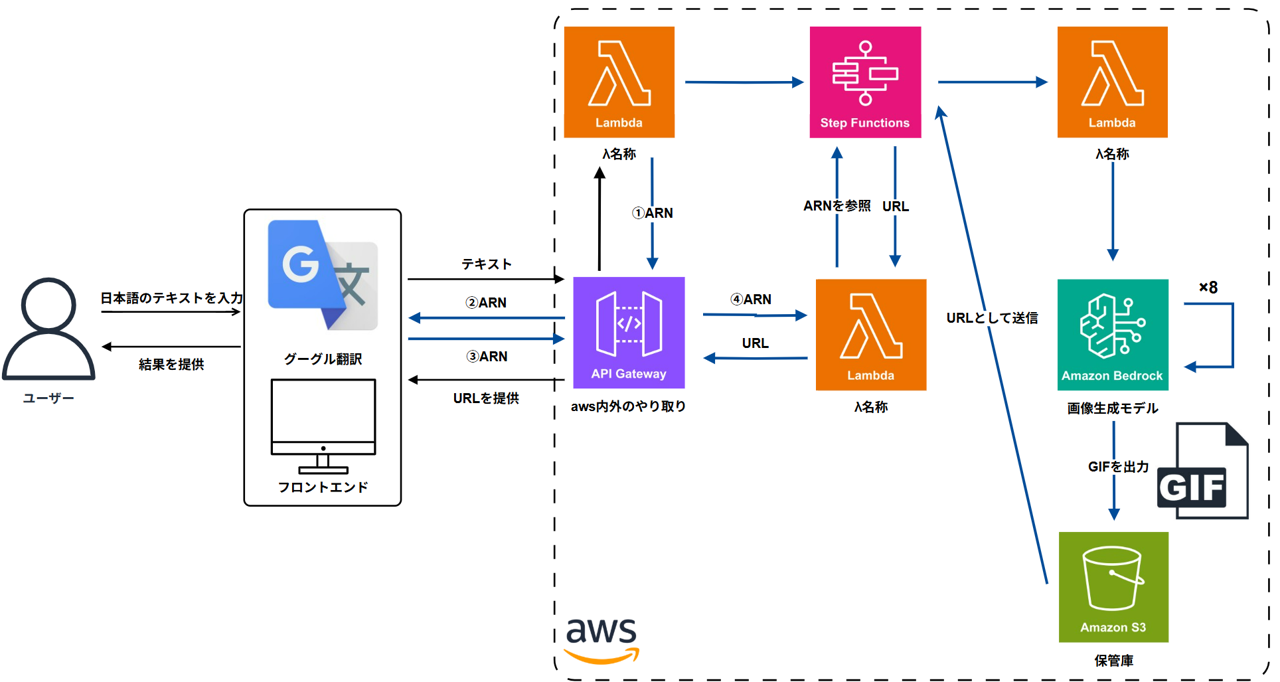 Lambda
λ名称
Step Functions
Lambda
λ名称
①ARN
ARNを参照
URL
G
文
グーグル翻訳
フロントエンド
ユーザー
日本語のテキストを入力
結果を提供
テキスト
②ARN
③ARN
URLを提供
</>
API Gateway
aws内外のやり取り
④ARN
URL
Lambda
λ名称
URLとして送信
Amazon Bedrock
画像生成モデル
×8
GIFを出力
GIF
Amazon S3
保管庫
aws